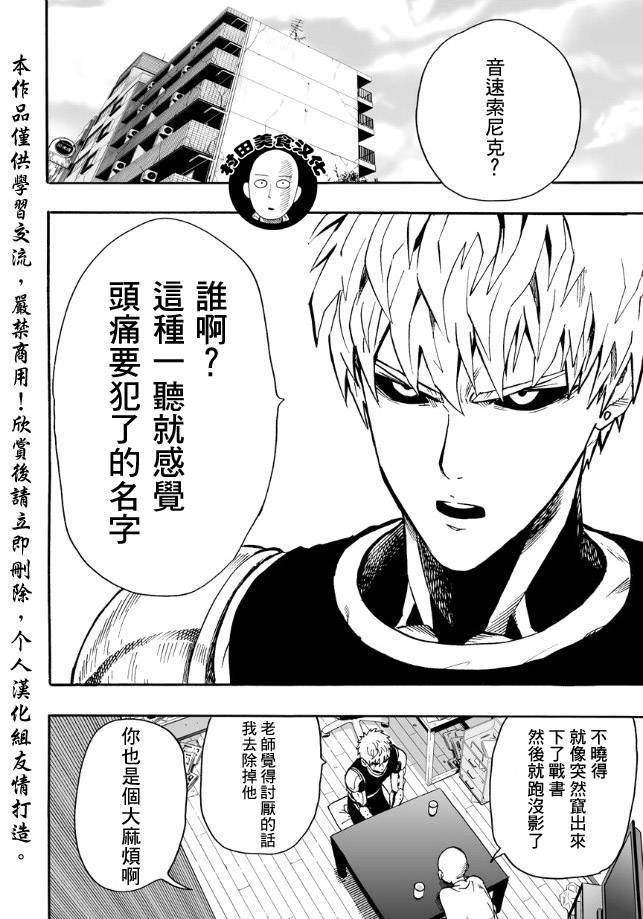 音速索尼克？
村田美食汉化
誰啊？
這種一聽就感覺
頭痛要犯了的名字
不曉得
就像突然竄出來
下了戰書
然後就跑沒影了
老師覺得討厭的話
我去除掉他
你也是個大麻煩啊
本作品僅供學習交流，嚴禁商用！欣賞後請立即刪除，个人漢化組友情打造。